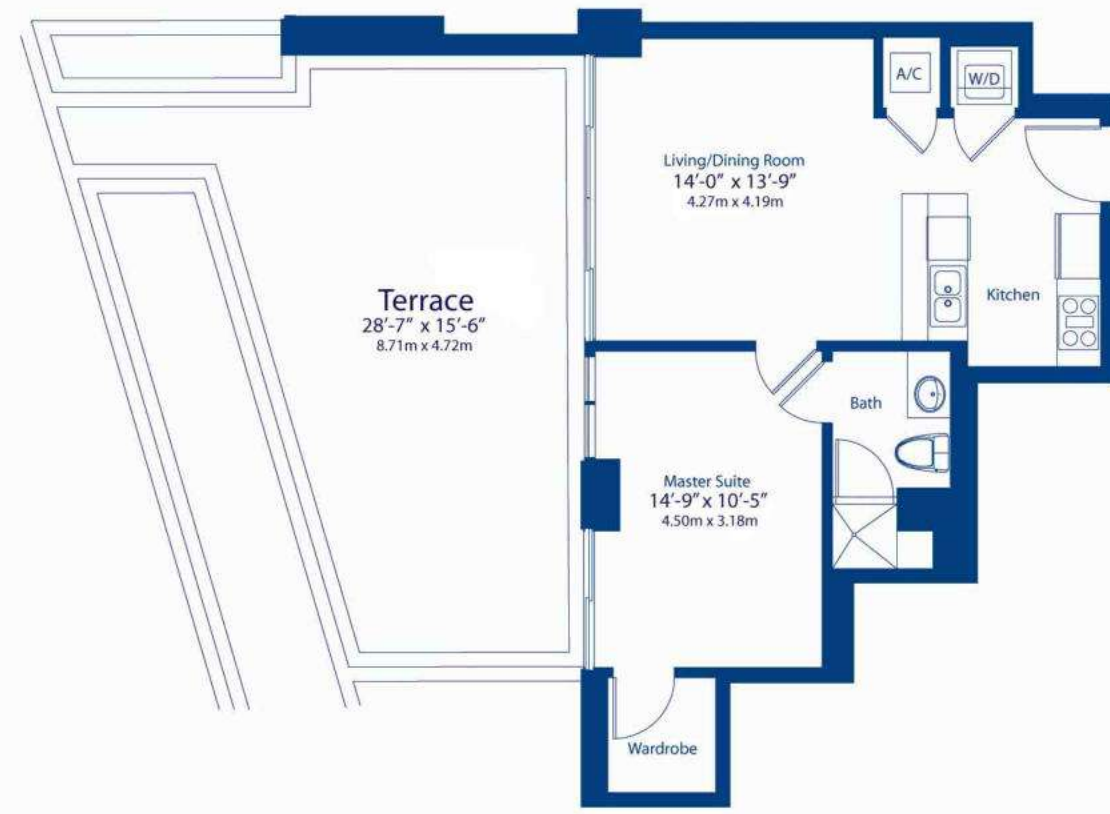 A/C
W/D
Living/Dining Room
14'-0" x 13'-9"
4.27m x 4.19m
Terrace
28'-7" x 15'-6"
8.71m x 4.72m
Kitchen
Bath
Master Suite
14'-9" x 10'-5"
4.50m x 3.18m
Wardrobe